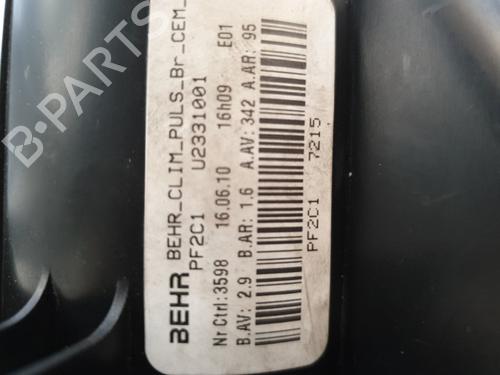 BEHR BEHR_CLIM_PULS_Br_CEM_
PF2C1 U2331001
Nr Ctrl:3598 16.06.10 16h09 E01
B.AV: 2.9 B.AR: 1.6 A.AV: 342 A.AR: 95
PF2C1 7215
B-PARTS